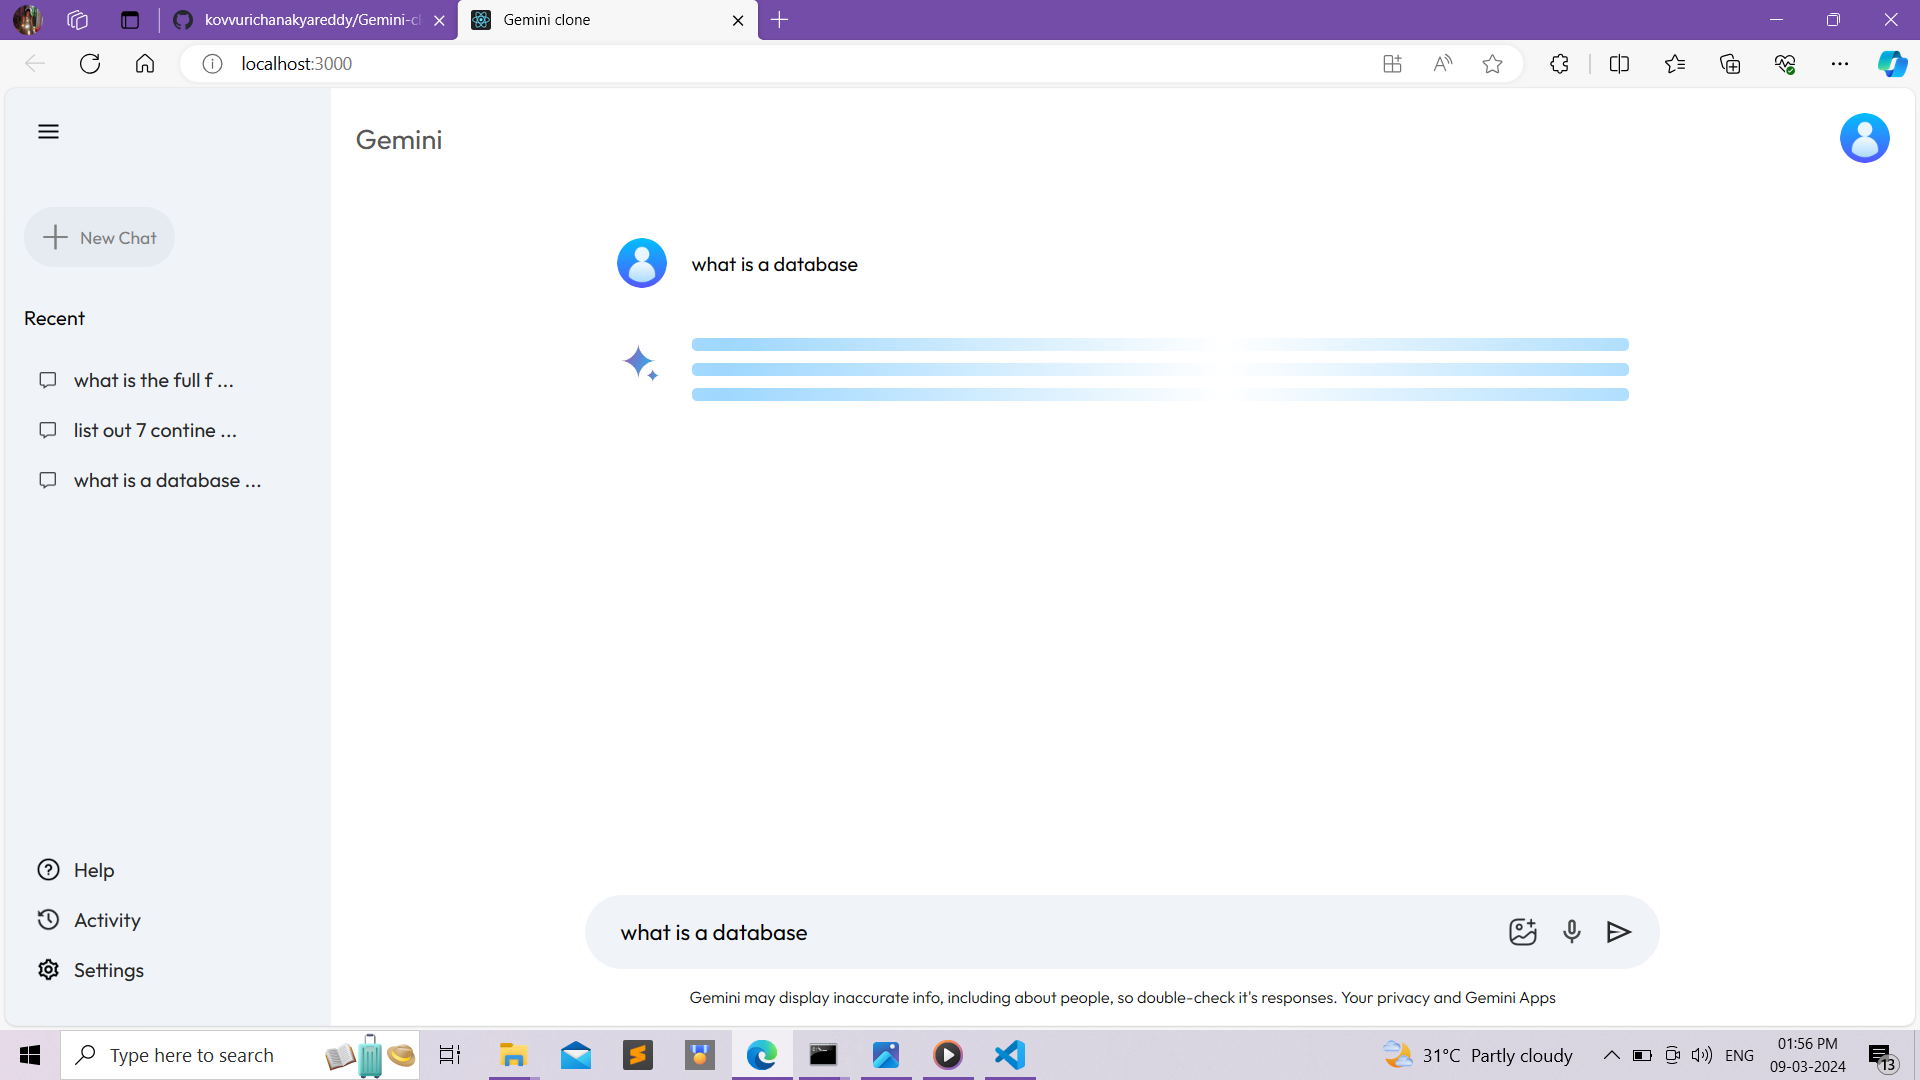 kovvurichanakyareddy/Gemini-cl
Gemini clone
localhost:3000
Gemini
New Chat
what is a database
Recent
what is the full f ...
list out 7 contine ...
what is a database ...
Help
Activity
Settings
what is a database
Gemini may display inaccurate info, including about people, so double-check it's responses. Your privacy and Gemini Apps
Type here to search
31°C Partly cloudy
ENG
01:56 PM
09-03-2024
13